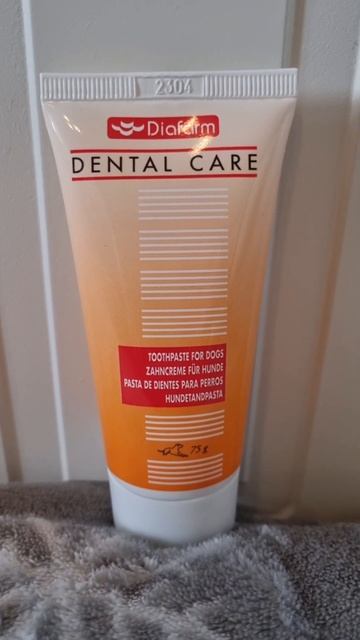 2304
Diafarm
DENTAL CARE
TOOTHPASTE FOR DOGS
ZAHNCREME FÜR HUNDE
PASTA DE DIENTES PARA PERROS
HUNDETANDPASTA
75 g